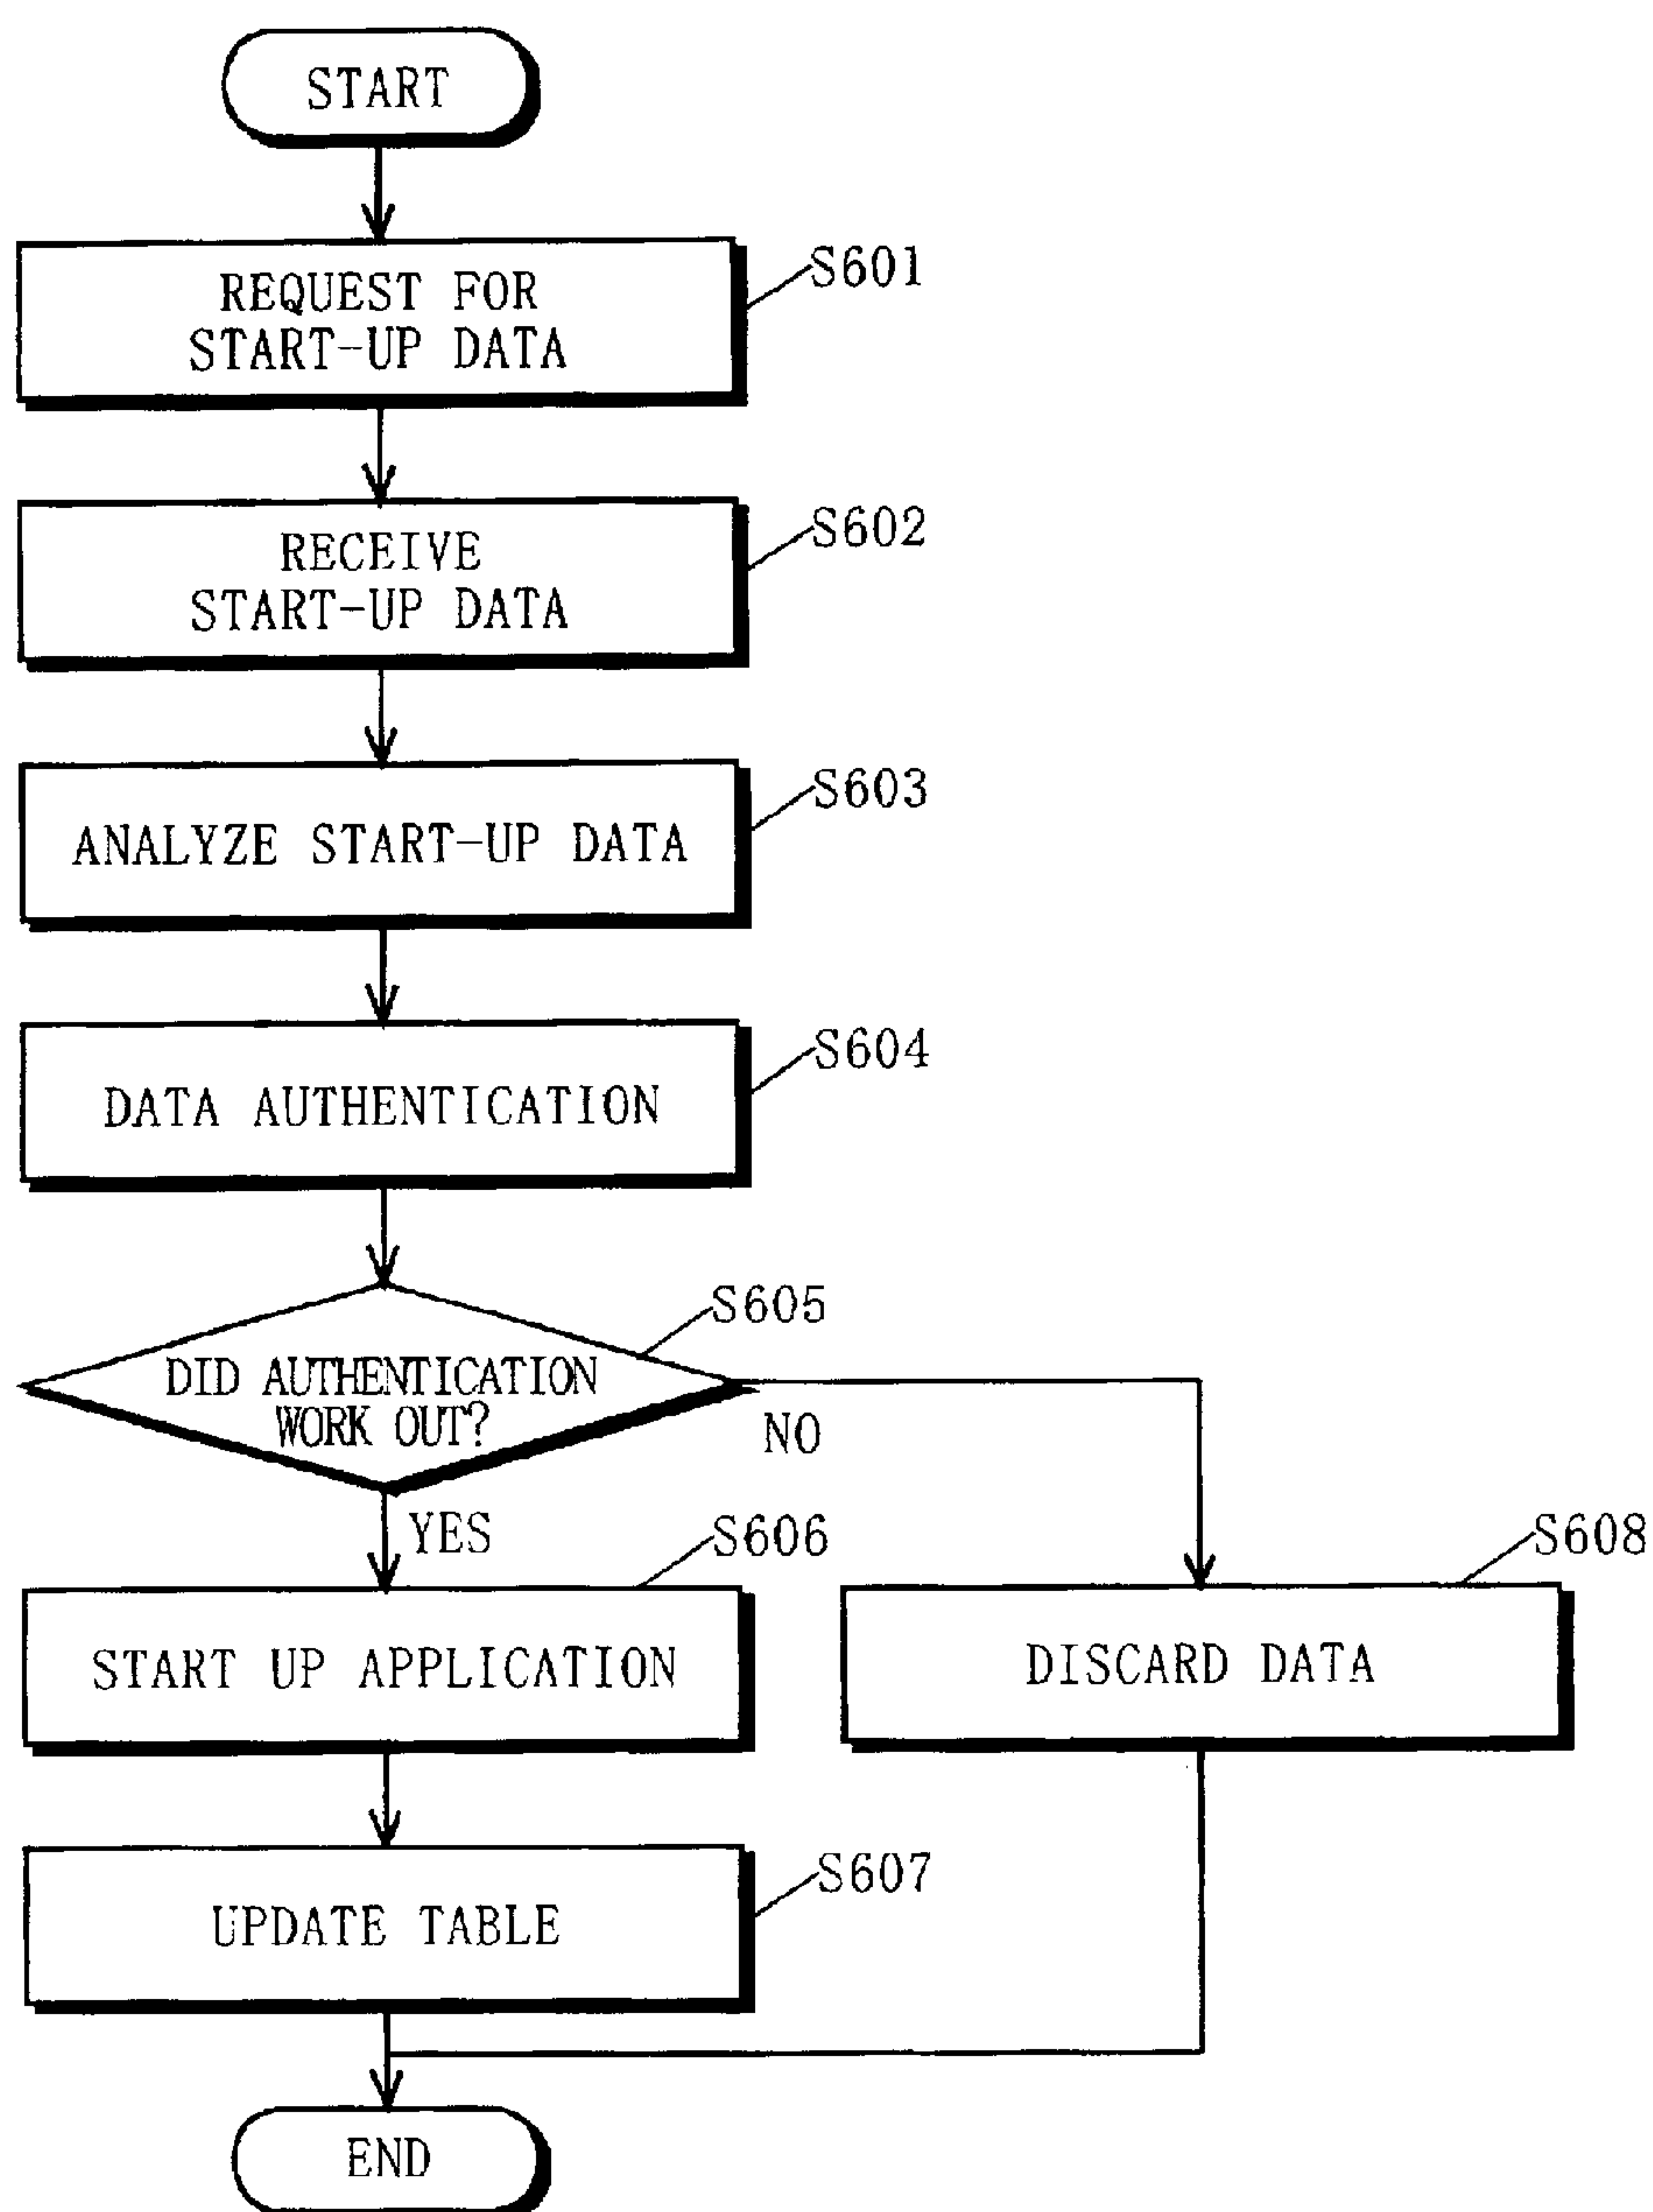 START
REQUEST FOR
START-UP DATA
S601
RECEIVE
START-UP DATA
S602
ANALYZE START-UP DATA
S603
DATA AUTHENTICATION
S604
DID AUTHENTICATION
WORK OUT?
S605
NO
YES
START UP APPLICATION
S606
DISCARD DATA
S608
UPDATE TABLE
S607
END